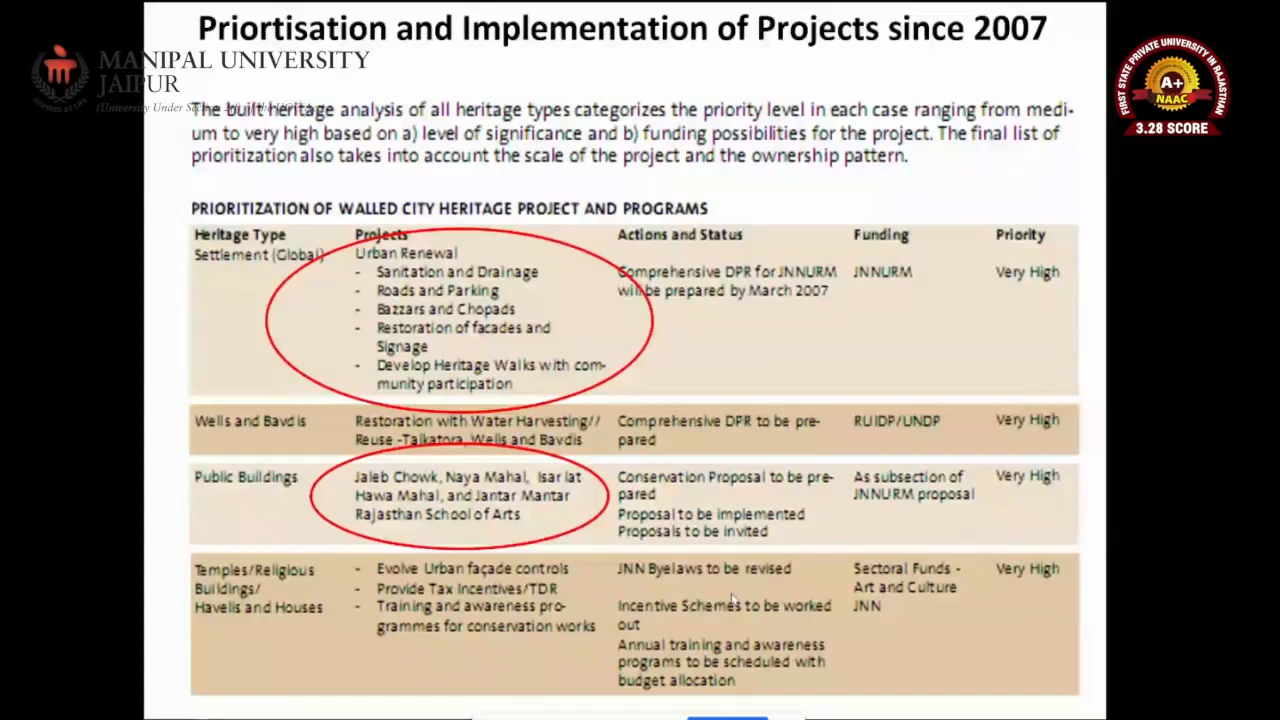 Priortisation and Implementation of Projects since 2007
MANIPAL UNIVERSITY
JAIPUR
(University Under Section 2(f) of the UGC Act)
The built heritage analysis of all heritage types categorizes the priority level in each case ranging from medi-
um to very high based on a) level of significance and b) funding possibilities for the project. The final list of
prioritization also takes into account the scale of the project and the ownership pattern.
FIRST STATE PRIVATE UNIVERSITY IN RAJASTHAN
A+
NAAC
3.28 SCORE
PRIORITIZATION OF WALLED CITY HERITAGE PROJECT AND PROGRAMS
Heritage Type Projects Actions and Status Funding Priority
Settlement (Global) Urban Renewal
- Sanitation and Drainage Comprehensive DPR for JNNURM JNNURM Very High
- Roads and Parking will be prepared by March 2007
- Bazzars and Chopads
- Restoration of facades and
Signage
- Develop Heritage Walks with com-
munity participation
Wells and Bavdis Restoration with Water Harvesting// Comprehensive DPR to be pre- RUIDP/UNDP Very High
Reuse -Talkatora, Wells and Bavdis pared
Public Buildings Jaleb Chowk, Naya Mahal, Isar lat Conservation Proposal to be pre- As subsection of Very High
Hawa Mahal, and Jantar Mantar pared JNNURM proposal
Rajasthan School of Arts Proposal to be implemented
Proposals to be invited
Temples/Religious - Evolve Urban façade controls JNN Byelaws to be revised Sectoral Funds - Very High
Buildings/ - Provide Tax Incentives/TDR Art and Culture
Havelis and Houses - Training and awareness pro- Incentive Schemes to be worked JNN
grammes for conservation works out
Annual training and awareness
programs to be scheduled with
budget allocation